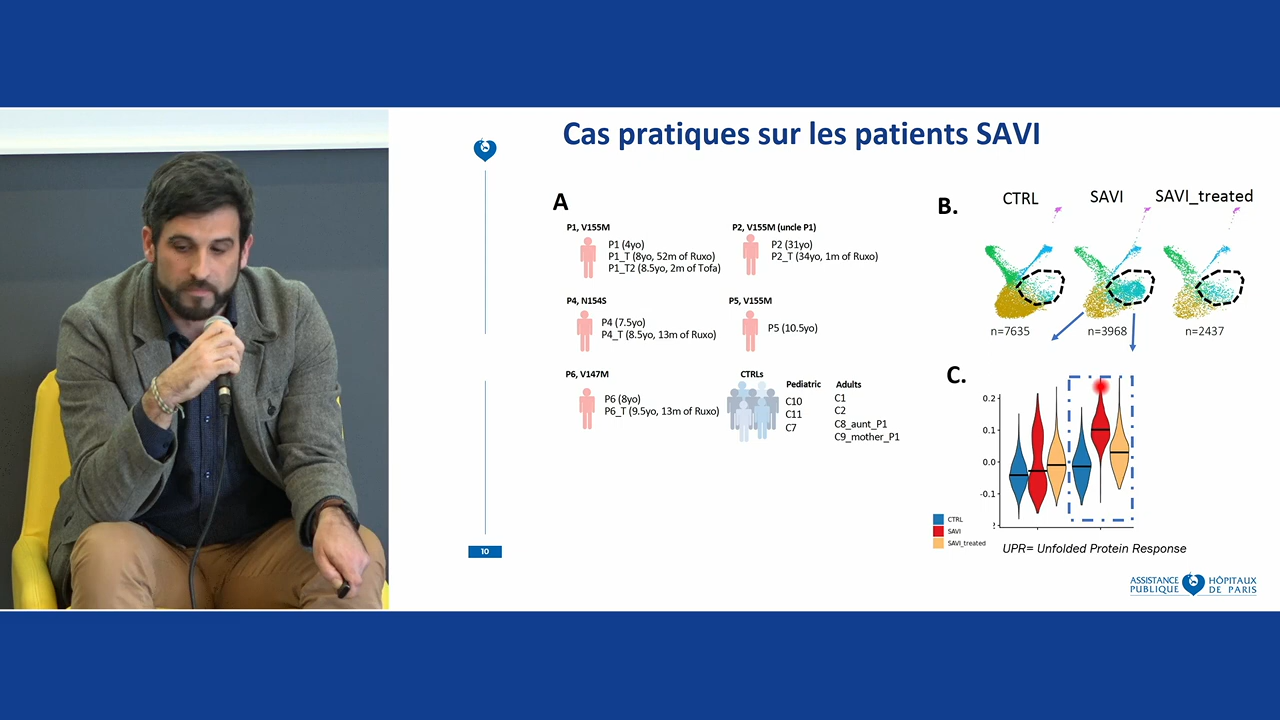 Cas pratiques sur les patients SAVI
A
P1, V155M
P1 (4yo)
P1_T (8yo, 52m of Ruxo)
P1_T2 (8.5yo, 2m of Tofa)
P2, V155M (uncle P1)
P2 (31yo)
P2_T (34yo, 1m of Ruxo)
P4, N154S
P4 (7.5yo)
P4_T (8.5yo, 13m of Ruxo)
P5, V155M
P5 (10.5yo)
P6, V147M
P6 (8yo)
P6_T (9.5yo, 13m of Ruxo)
CTRLs
Pediatric
C10
C11
C7
Adults
C1
C2
C8_aunt_P1
C9_mother_P1
B.
CTRL
SAVI
SAVI_treated
n=7635
n=3968
n=2437
C.
0.2
0.1
0.0
-0.1
CTRL
SAVI
SAVI_treated
UPR= Unfolded Protein Response
10
ASSISTANCE PUBLIQUE
HÔPITAUX DE PARIS